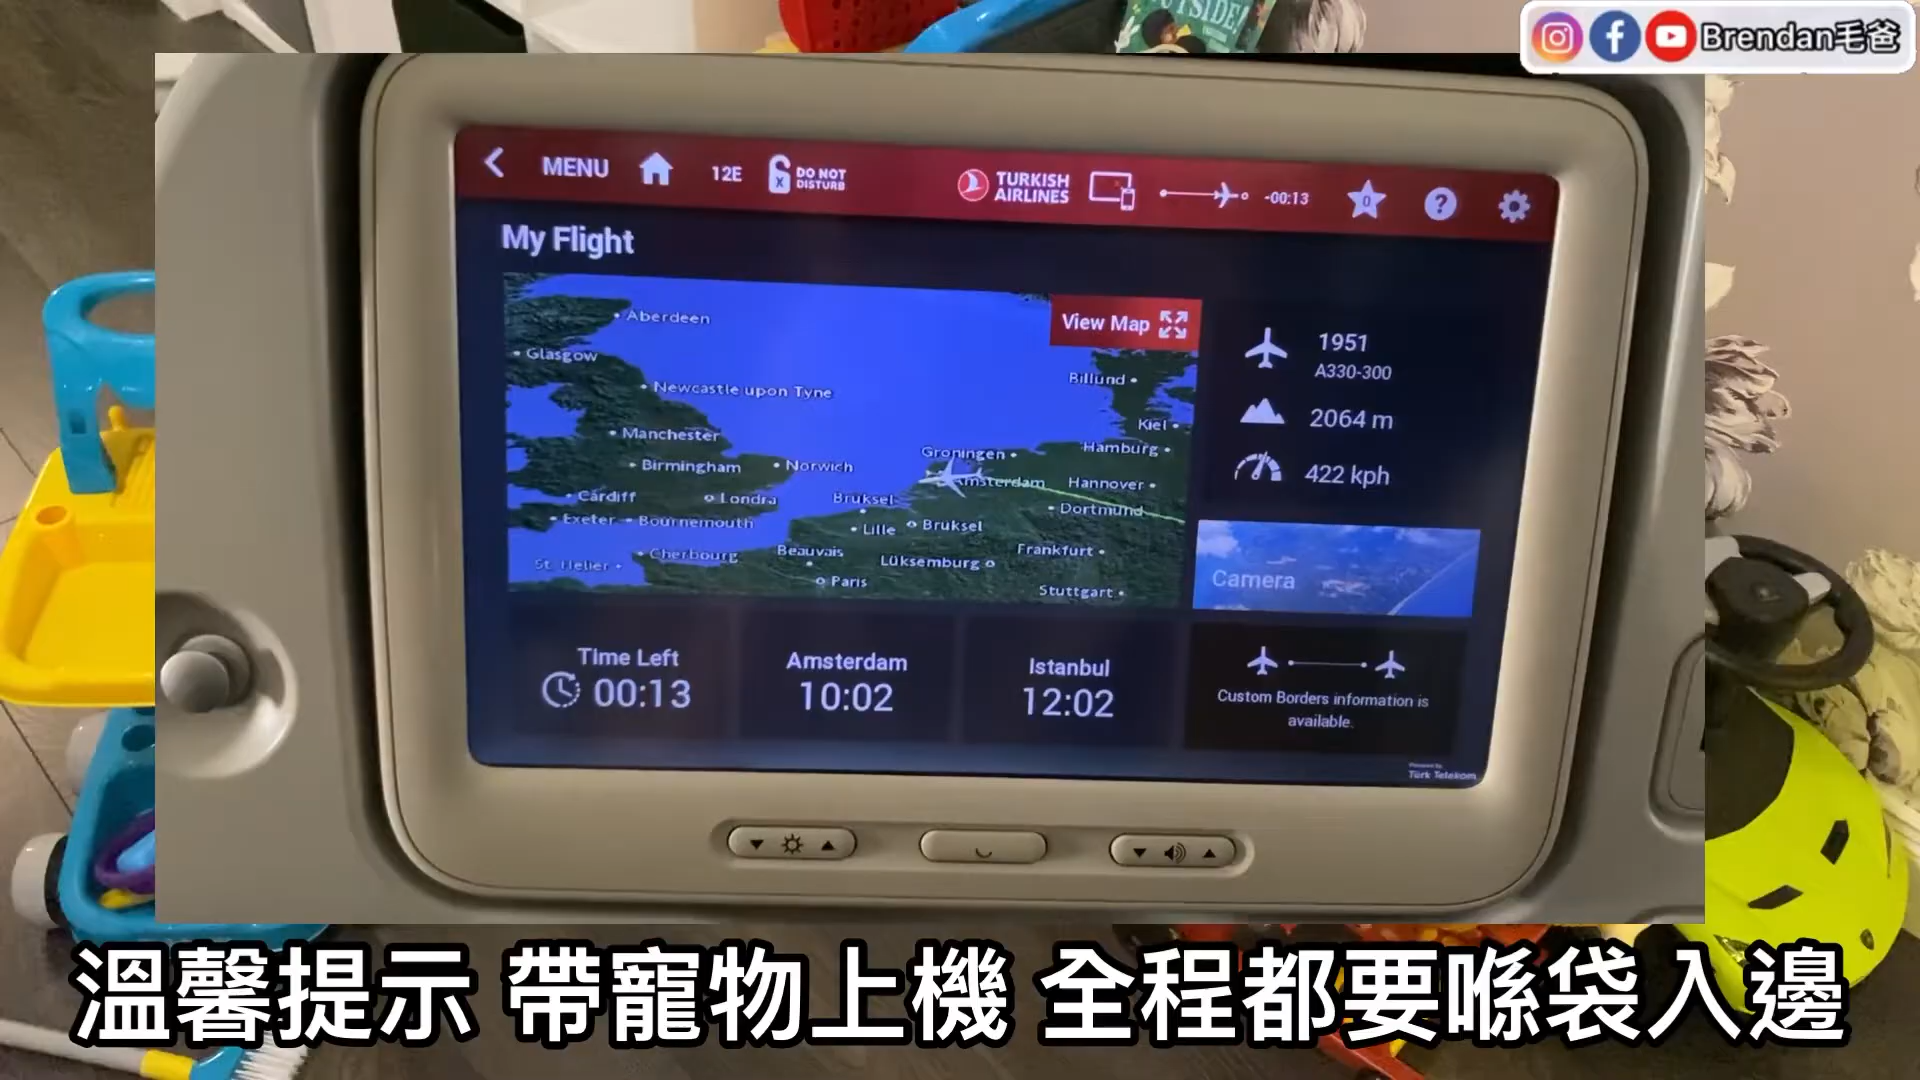 OUTSIDE!
Brendan毛爸
MENU
12E
DO NOT
DISTURB
TURKISH
AIRLINES
-00:13
0
?
My Flight
View Map
Aberdeen
Glasgow
Newcastle upon Tyne
Billund
Kiel
Manchester
Hamburg
Groningen
Birmingham
Norwich
Amsterdam
Hannover
Cardiff
Londra
Bruksel
Dortmund
Exeter
Bournemouth
Lille
Bruksel
Cherbourg
Beauvais
Frankfurt
St. Helier
Lüksemburg
Paris
Stuttgart
1951
A330-300
2064 m
422 kph
Camera
Time Left
00:13
Amsterdam
10:02
Istanbul
12:02
Custom Borders information is
available.
Türk Telekom
溫馨提示 帶寵物上機 全程都要喺袋入邊